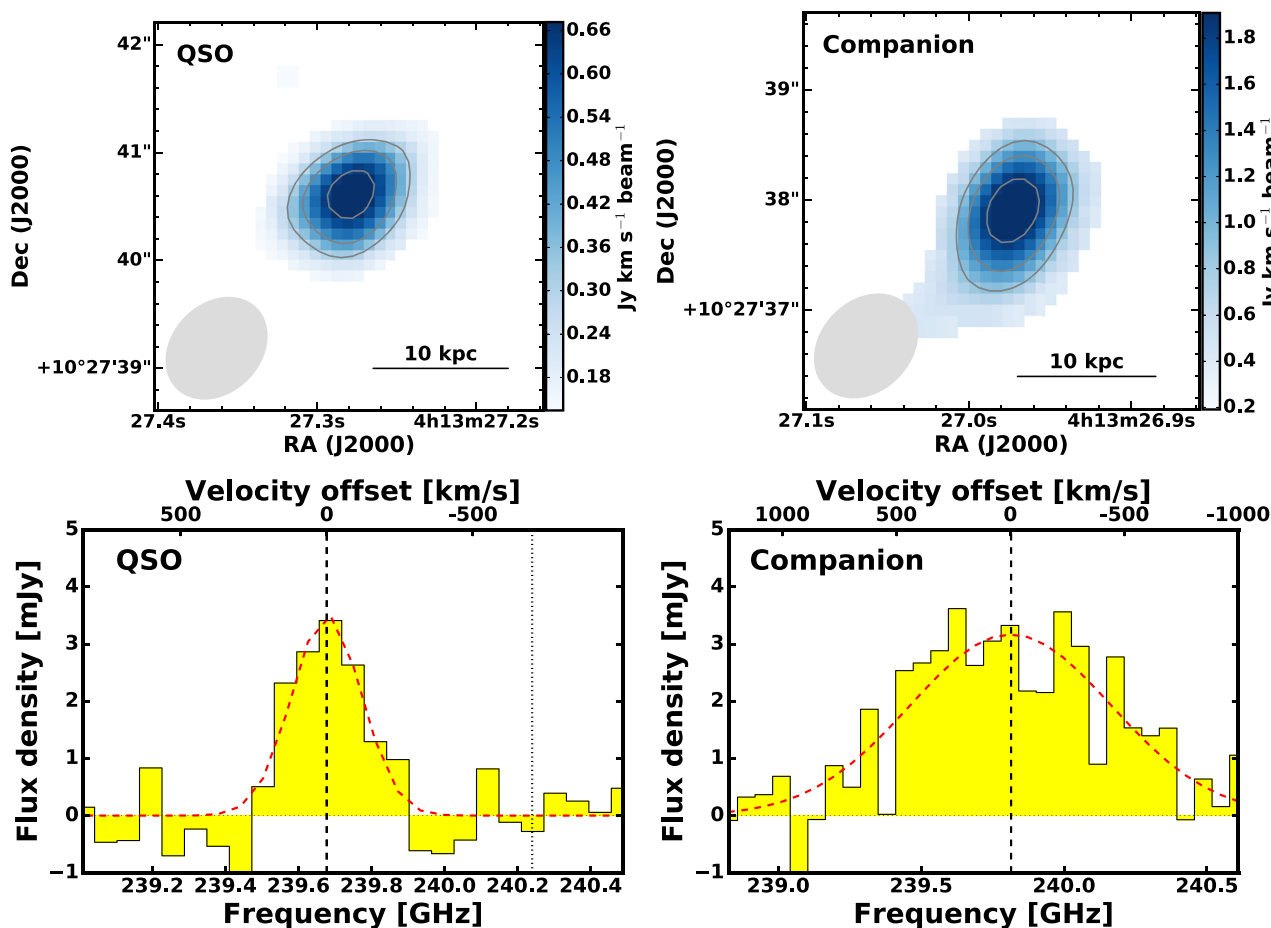 QSO
42"
41"
40"
+10°27'39"
Dec (J2000)
10 kpc
27.4s 27.3s 4h13m27.2s
RA (J2000)
0.66
0.60
0.54
0.48
0.42
0.36
0.30
0.24
0.18
Jy km s−1 beam−1
Companion
39"
38"
+10°27'37"
Dec (J2000)
10 kpc
27.1s 27.0s 4h13m26.9s
RA (J2000)
1.8
1.6
1.4
1.2
1.0
0.8
0.6
0.4
0.2
Jy km s−1 beam−1
Velocity offset [km/s]
500 0 -500
QSO
5
4
3
2
1
0
−1
Flux density [mJy]
239.2 239.4 239.6 239.8 240.0 240.2 240.4
Frequency [GHz]
Velocity offset [km/s]
1000 500 0 -500 -1000
Companion
5
4
3
2
1
0
−1
Flux density [mJy]
239.0 239.5 240.0 240.5
Frequency [GHz]